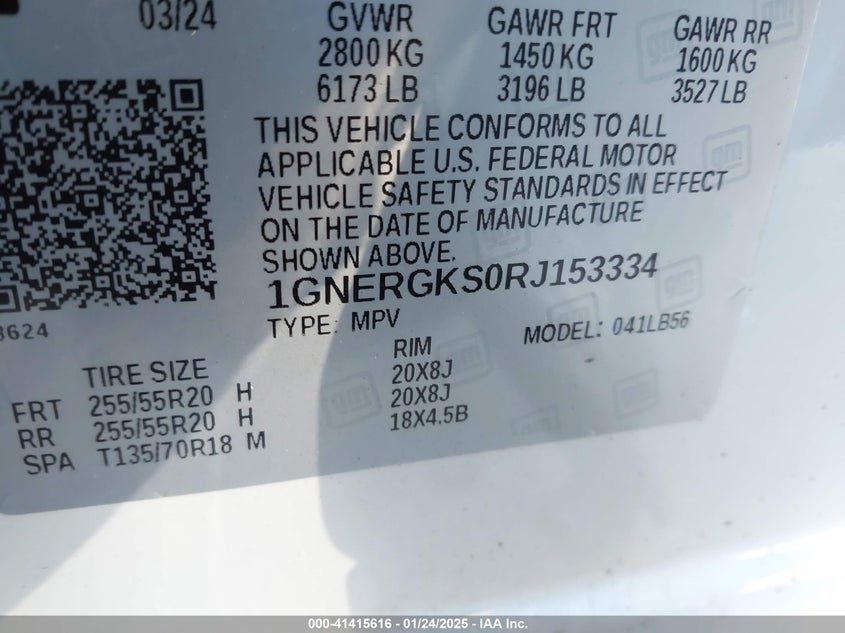 03/24 GVWR GAWR FRT GAWR RR
2800 KG 1450 KG 1600 KG
6173 LB 3196 LB 3527 LB
THIS VEHICLE CONFORMS TO ALL
APPLICABLE U.S. FEDERAL MOTOR
VEHICLE SAFETY STANDARDS IN EFFECT
ON THE DATE OF MANUFACTURE
SHOWN ABOVE.
1GNERGKS0RJ153334
TYPE: MPV MODEL: 041LB56
TIRE SIZE RIM
FRT 255/55R20 H 20X8J
RR 255/55R20 H 20X8J
SPA T135/70R18 M 18X4.5B
000-41415616 - 01/24/2025 - IAA Inc.